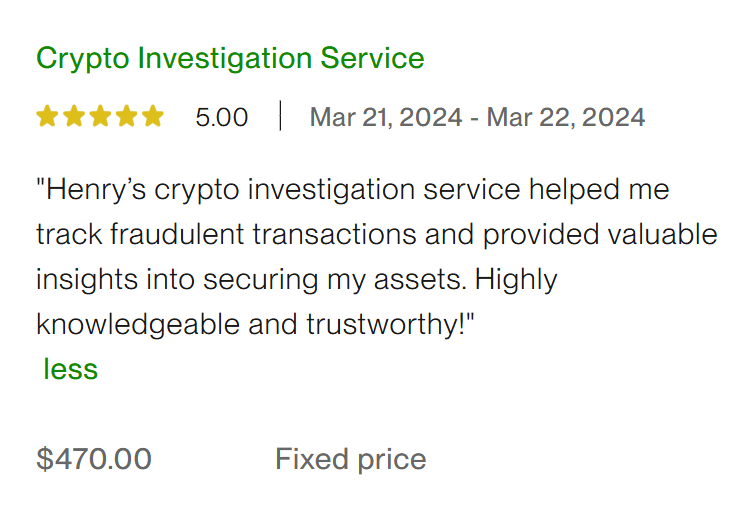 Crypto Investigation Service
5.00 | Mar 21, 2024 - Mar 22, 2024
"Henry’s crypto investigation service helped me
track fraudulent transactions and provided valuable
insights into securing my assets. Highly
knowledgeable and trustworthy!"
less
$470.00 Fixed price